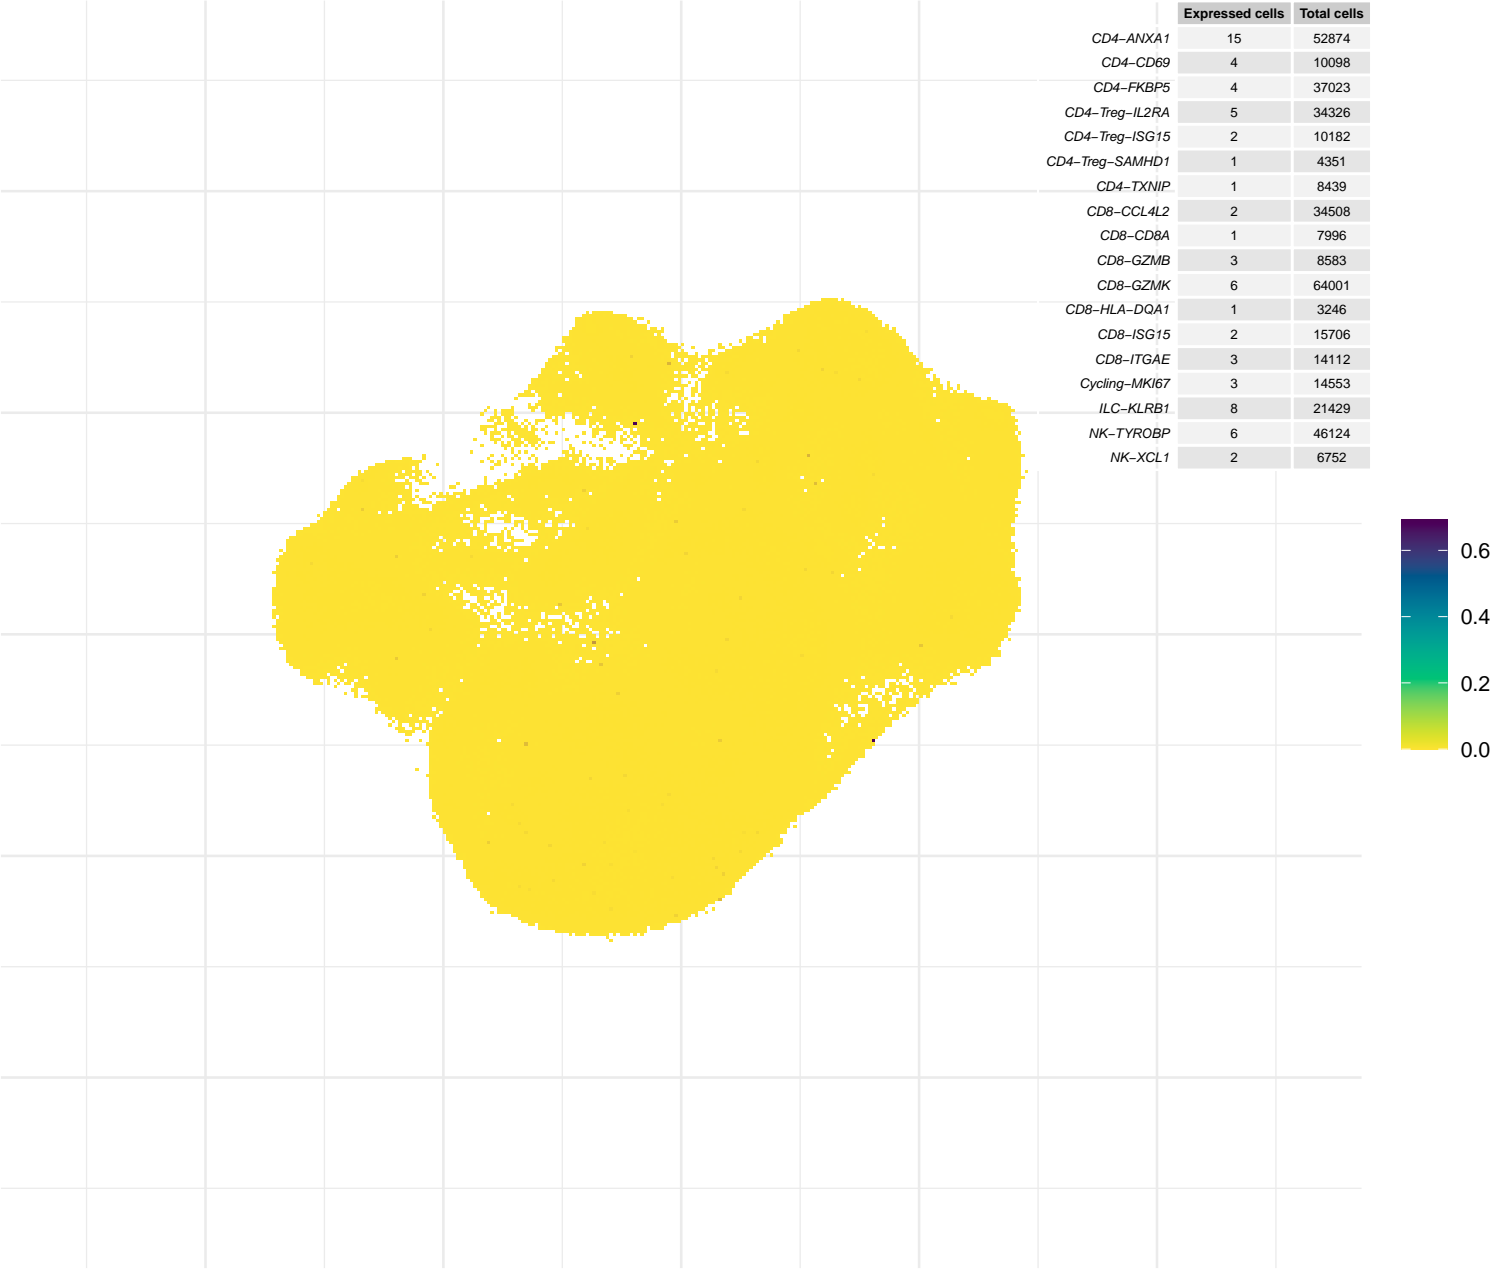 Expressed cells Total cells
CD4−ANXA1 15 52874
CD4−CD69 4 10098
CD4−FKBP5 4 37023
CD4−Treg−IL2RA 5 34326
CD4−Treg−ISG15 2 10182
CD4−Treg−SAMHD1 1 4351
CD4−TXNIP 1 8439
CD8−CCL4L2 2 34508
CD8−CD8A 1 7996
CD8−GZMB 3 8583
CD8−GZMK 6 64001
CD8−HLA−DQA1 1 3246
CD8−ISG15 2 15706
CD8−ITGAE 3 14112
Cycling−MKI67 3 14553
ILC−KLRB1 8 21429
NK−TYROBP 6 46124
NK−XCL1 2 6752
0.6
0.4
0.2
0.0